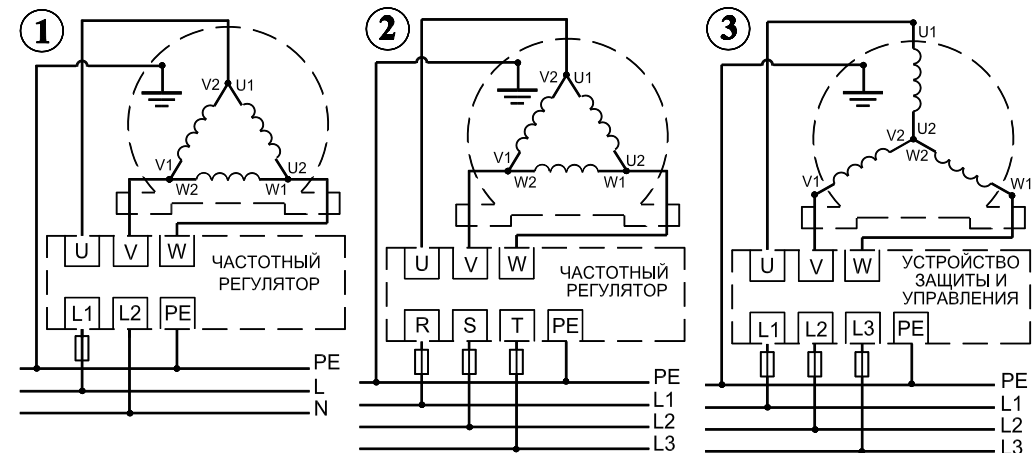 1
U1
V2 U1
V1 U2
W2 W1
U V W
ЧАСТОТНЫЙ
РЕГУЛЯТОР
L1 L2 PE
PE
L
N
2
V2 U1
V1 U2
W2 W1
U V W
ЧАСТОТНЫЙ
РЕГУЛЯТОР
R S T PE
PE
L1
L2
L3
3
U1
V2 U2
W2
V1 W1
U V W
УСТРОЙСТВО
ЗАЩИТЫ И
УПРАВЛЕНИЯ
L1 L2 L3 PE
PE
L1
L2
L3